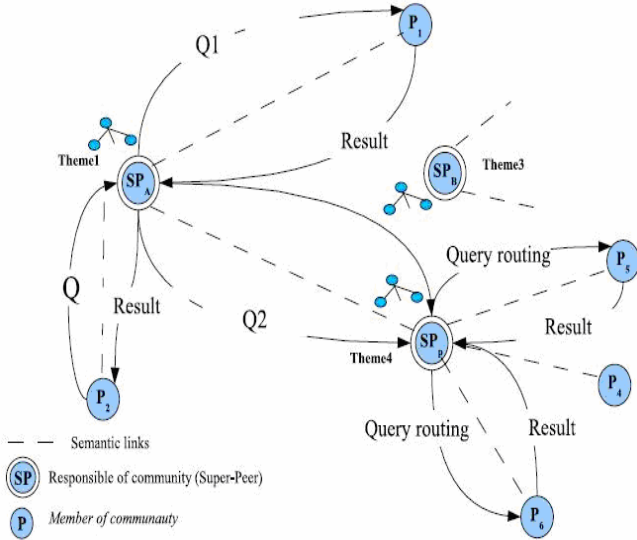 Q1
P1
Theme1
SPA
Result
Theme3
SPB
Query routing
P5
Q
Result
Q2
Result
SPP
Theme4
P4
P2
Query routing
Result
Semantic links
SP
Responsible of community (Super-Peer)
P6
P
Member of communauty